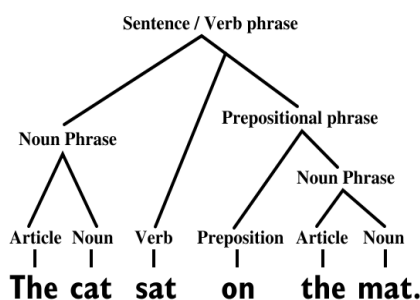 Sentence / Verb phrase
Prepositional phrase
Noun Phrase
Noun Phrase
Article Noun Verb Preposition Article Noun
The cat sat on the mat.